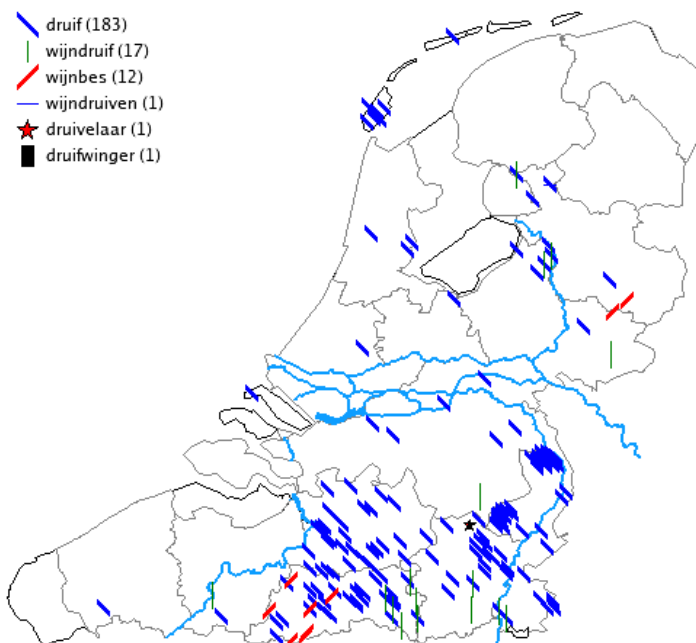 druif (183)
wijndruif (17)
wijnbes (12)
wijndruiven (1)
druivelaar (1)
druifwinger (1)